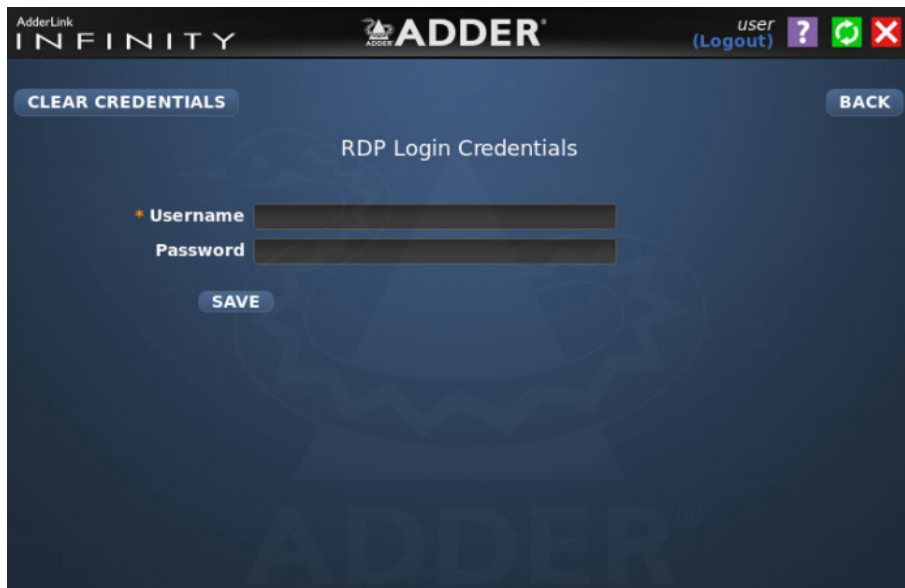 AdderLink
INFINITY
ADDER
ADDER®
user
(Logout)
?
CLEAR CREDENTIALS
BACK
RDP Login Credentials
* Username
Password
SAVE
ADDER®